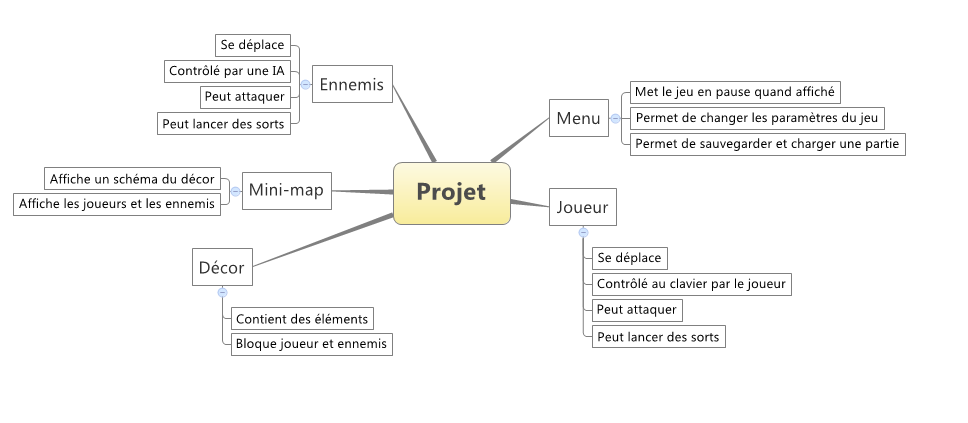 Projet
Ennemis
Se déplace
Contrôlé par une IA
Peut attaquer
Peut lancer des sorts
Mini-map
Affiche un schéma du décor
Affiche les joueurs et les ennemis
Décor
Contient des éléments
Bloque joueur et ennemis
Menu
Met le jeu en pause quand affiché
Permet de changer les paramètres du jeu
Permet de sauvegarder et charger une partie
Joueur
Se déplace
Contrôlé au clavier par le joueur
Peut attaquer
Peut lancer des sorts